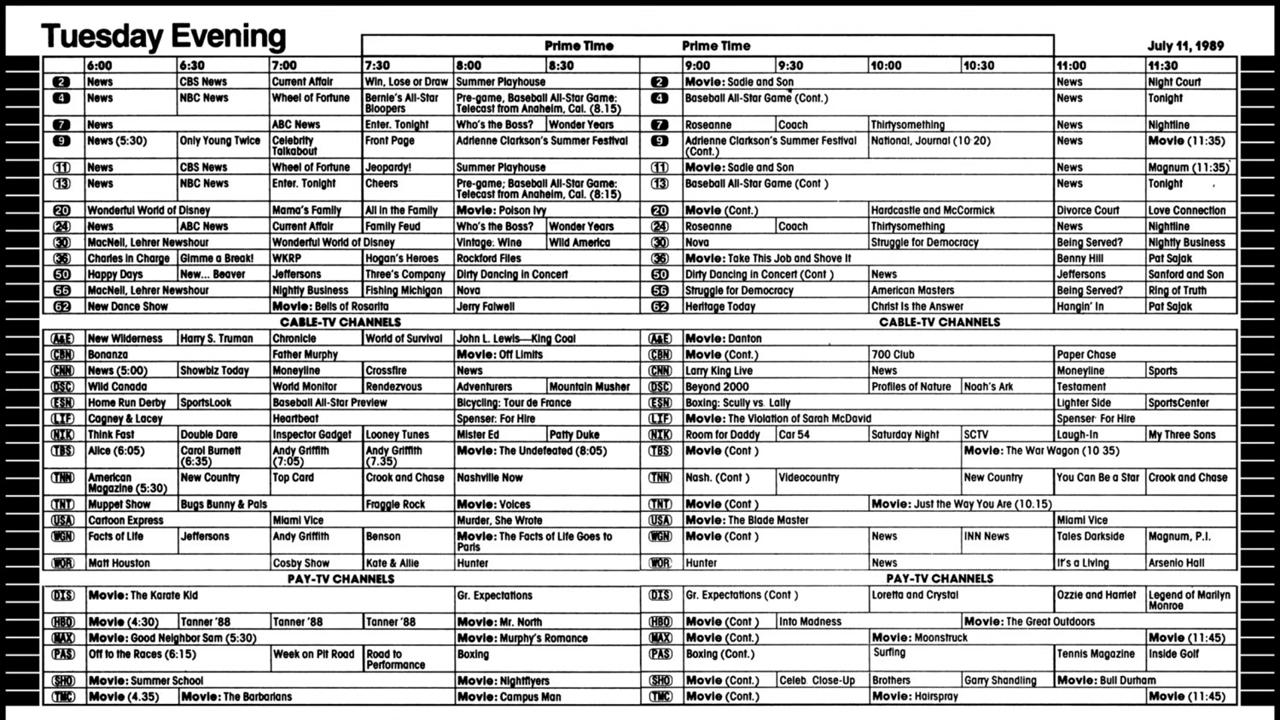 Tuesday Evening
Prime Time Prime Time July 11, 1989
6:00 6:30 7:00 7:30 8:00 8:30 9:00 9:30 10:00 10:30 11:00 11:30
2 News CBS News Current Affair Win, Lose or Draw Summer Playhouse 2 Movie: Sadie and Son News Night Court
4 News NBC News Wheel of Fortune Bernie's All-Star Pre-game, Baseball All-Star Game: 4 Baseball All-Star Game (Cont.) News Tonight
Bloopers Telecast from Anaheim, Cal. (8.15)
7 News ABC News Enter. Tonight Who's the Boss? Wonder Years 7 Roseanne Coach Thirtysomething News Nightline
9 News (5:30) Only Young Twice Celebrity Front Page Adrienne Clarkson's Summer Festival 9 Adrienne Clarkson's Summer Festival National, Journal (10 20) News Movie (11:35)
Talkabout (Cont.)
11 News CBS News Wheel of Fortune Jeopardy! Summer Playhouse 11 Movie: Sadie and Son News Magnum (11:35)
13 News NBC News Enter. Tonight Cheers Pre-game; Baseball All-Star Game: 13 Baseball All-Star Game (Cont ) News Tonight
Telecast from Anaheim, Cal. (8:15)
20 Wonderful World of Disney Mama's Family All in the Family Movie: Poison Ivy 20 Movie (Cont.) Hardcastle and McCormick Divorce Court Love Connection
24 News ABC News Current Affair Family Feud Who's the Boss? Wonder Years 24 Roseanne Coach Thirtysomething News Nightline
30 MacNeil, Lehrer Newshour Wonderful World of Disney Vintage: Wine Wild America 30 Nova Struggle for Democracy Being Served? Nightly Business
36 Charles in Charge Gimme a Break! WKRP Hogan's Heroes Rockford Files 36 Movie: Take This Job and Shove It Benny Hill Pat Sajak
50 Happy Days New... Beaver Jeffersons Three's Company Dirty Dancing in Concert 50 Dirty Dancing in Concert (Cont ) News Jeffersons Sanford and Son
56 MacNeil, Lehrer Newshour Nightly Business Fishing Michigan Nova 56 Struggle for Democracy American Masters Being Served? Ring of Truth
62 New Dance Show Movie: Bells of Rosarita Jerry Falwell 62 Heritage Today Christ Is the Answer Hangin' In Pat Sajak
CABLE-TV CHANNELS CABLE-TV CHANNELS
A&E New Wilderness Harry S. Truman Chronicle World of Survival John L. Lewis—King Coal A&E Movie: Danton
CBN Bonanza Father Murphy Movie: Off Limits CBN Movie (Cont.) 700 Club Paper Chase
CNN News (5:00) Showbiz Today Moneyline Crossfire News CNN Larry King Live News Moneyline Sports
DSC Wild Canada World Monitor Rendezvous Adventurers Mountain Musher DSC Beyond 2000 Profiles of Nature Noah's Ark Testament
ESN Home Run Derby SportsLook Baseball All-Star Preview Bicycling: Tour de France ESN Boxing: Scully vs. Lally Lighter Side SportsCenter
LIF Cagney & Lacey Heartbeat Spenser: For Hire LIF Movie: The Violation of Sarah McDavid Spenser· For Hire
NIK Think Fast Double Dare Inspector Gadget Looney Tunes Mister Ed Patty Duke NIK Room for Daddy Car 54 Saturday Night SCTV Laugh-In My Three Sons
TBS Alice (6:05) Carol Burnett Andy Griffith Andy Griffith Movie: The Undefeated (8:05) TBS Movie (Cont ) Movie: The War Wagon (10 35)
(6:35) (7:05) (7.35)
TNN American New Country Top Card Crook and Chase Nashville Now TNN Nash. (Cont ) Videocountry New Country You Can Be a Star Crook and Chase
Magazine (5:30)
TNT Muppet Show Bugs Bunny & Pals Fraggle Rock Movie: Voices TNT Movie (Cont ) Movie: Just the Way You Are (10.15)
USA Cartoon Express Miami Vice Murder, She Wrote USA Movie: The Blade Master Miami Vice
WGN Facts of Life Jeffersons Andy Griffith Benson Movie: The Facts of Life Goes to WGN Movie (Cont ) News INN News Tales Darkside Magnum, P.I.
Paris
WOR Matt Houston Cosby Show Kate & Allie Hunter WOR Hunter News It's a Living Arsenio Hall
PAY-TV CHANNELS PAY-TV CHANNELS
DIS Movie: The Karate Kid Gr. Expectations DIS Gr. Expectations (Cont ) Loretta and Crystal Ozzie and Harriet Legend of Marilyn
Monroe
HBO Movie (4:30) Tanner '88 Tanner '88 Tanner '88 Movie: Mr. North HBO Movie (Cont ) Into Madness Movie: The Great Outdoors
MAX Movie: Good Neighbor Sam (5:30) Movie: Murphy's Romance MAX Movie (Cont.) Movie: Moonstruck Movie (11:45)
PAS Off to the Races (6:15) Week on Pit Road Road to Boxing PAS Boxing (Cont.) Surfing Tennis Magazine Inside Golf
Performance
SHO Movie: Summer School Movie: Nightflyers SHO Movie (Cont.) Celeb. Close-Up Brothers Garry Shandling Movie: Bull Durham
TMC Movie (4.35) Movie: The Barbarians Movie: Campus Man TMC Movie (Cont.) Movie: Hairspray Movie (11:45)